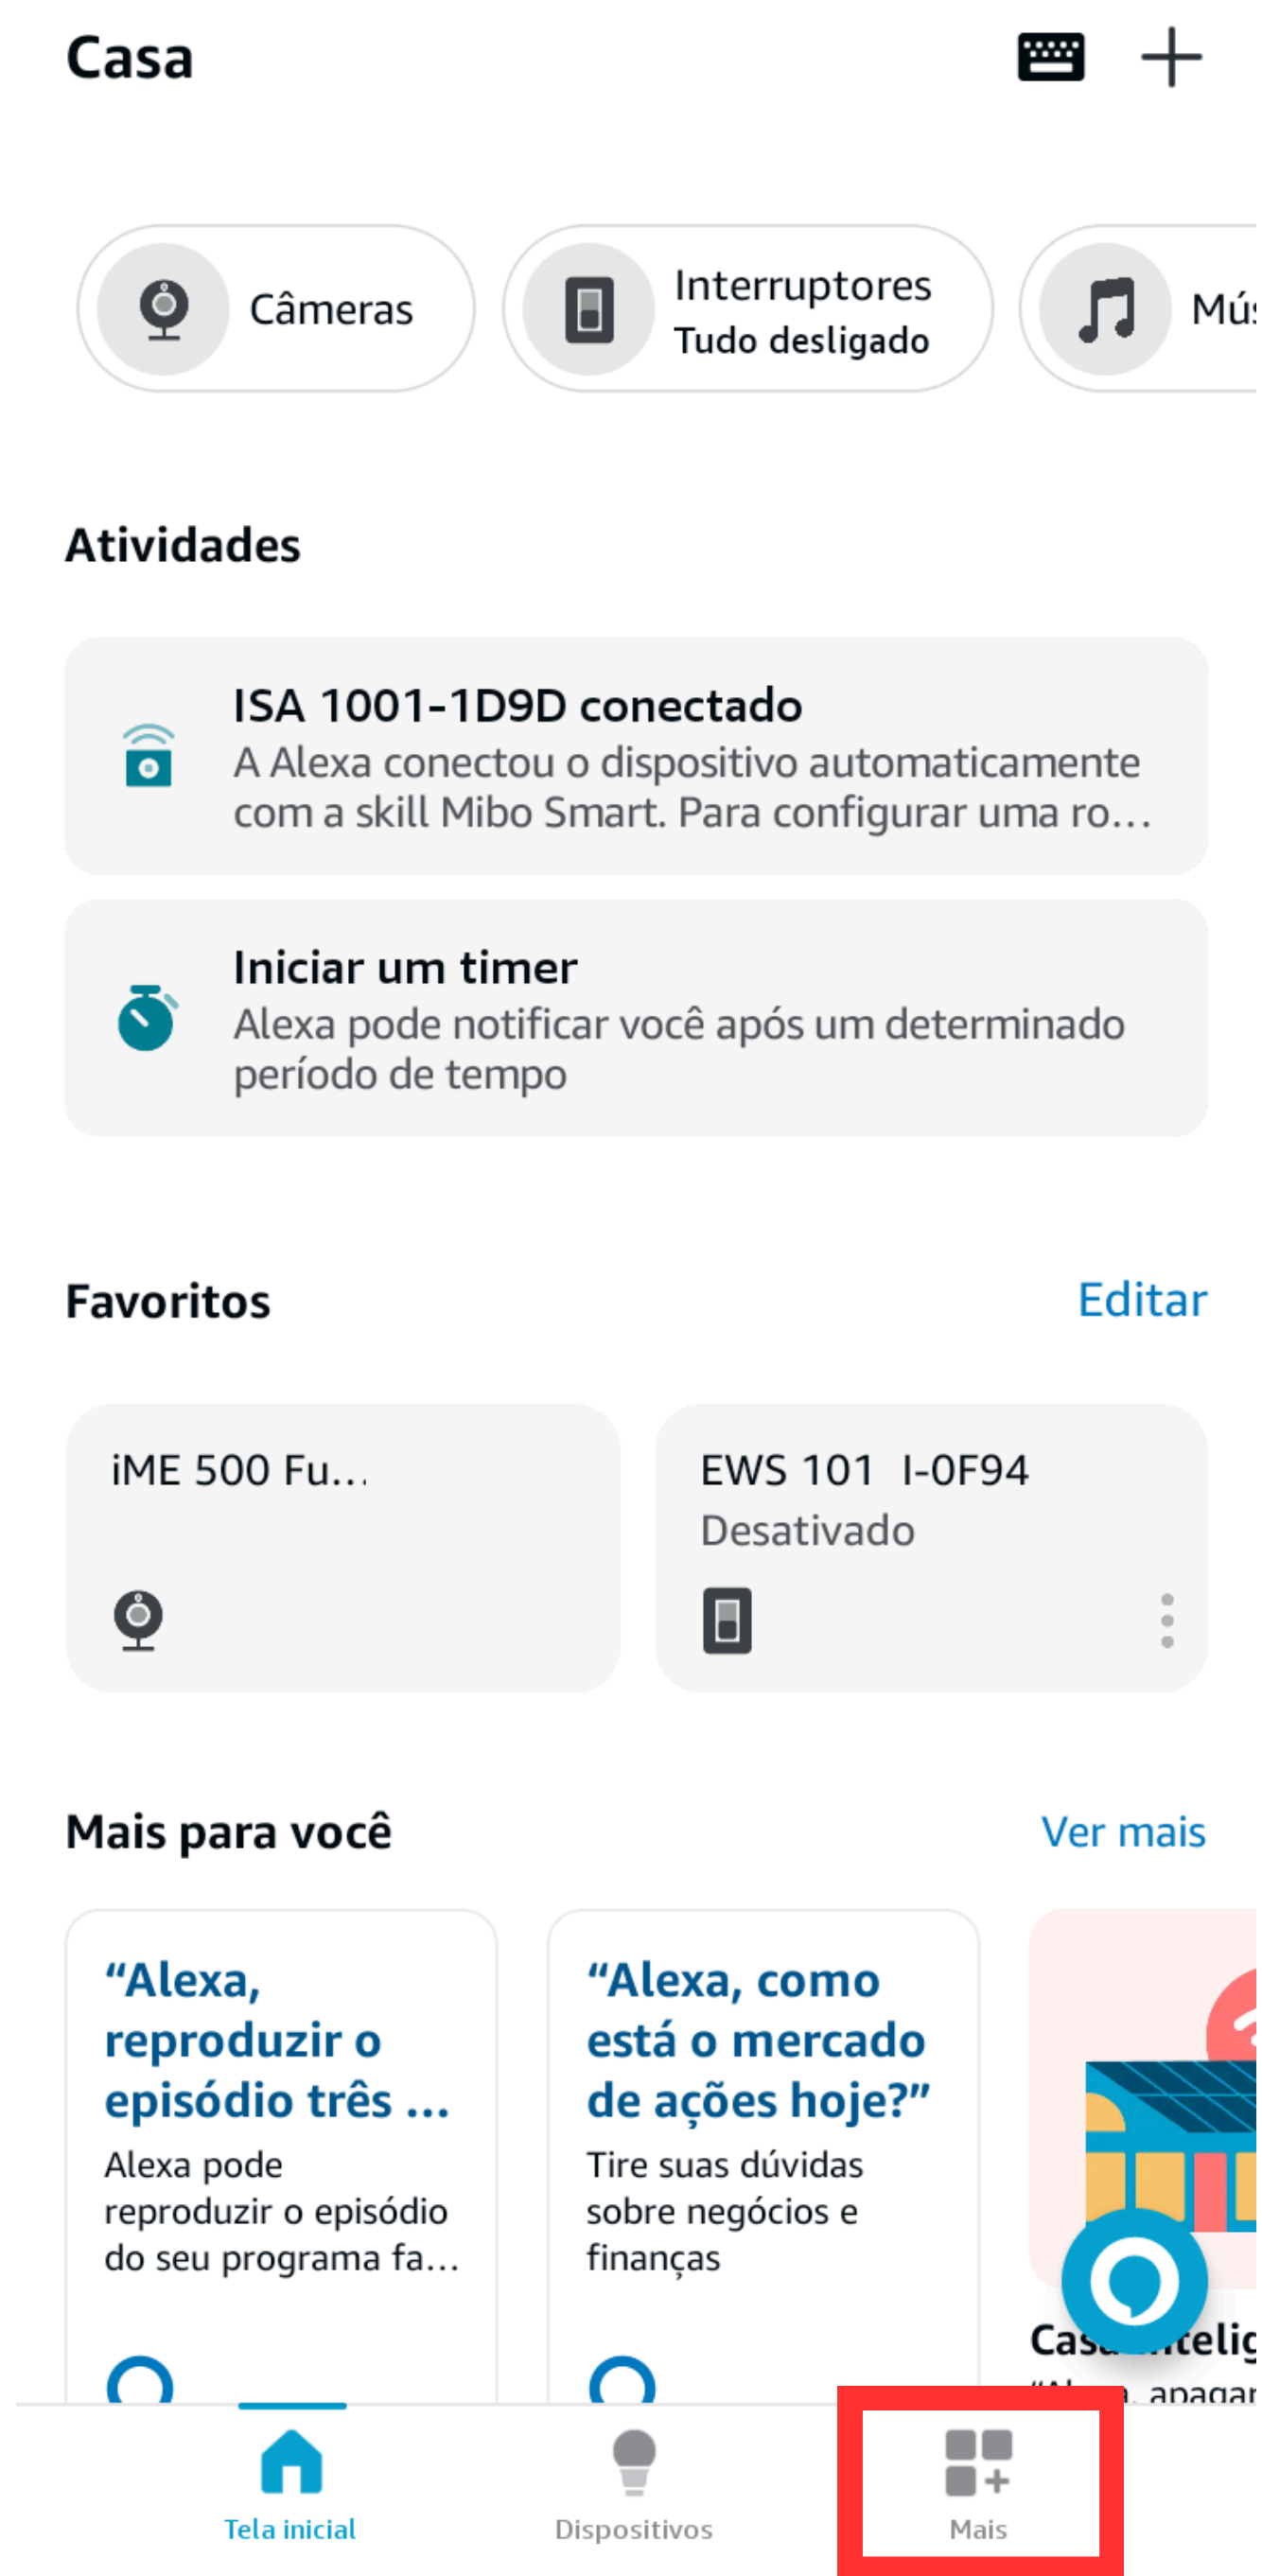 Casa
Câmeras
Interruptores
Tudo desligado
Atividades
ISA 1001-1D9D conectado
A Alexa conectou o dispositivo automaticamente
com a skill Mibo Smart. Para configurar uma ro...
Iniciar um timer
Alexa pode notificar você após um determinado
período de tempo
Favoritos
Editar
iME 500 Fu...
EWS 101 I-0F94
Desativado
Mais para você
Ver mais
“Alexa,
reproduzir o
episódio três ...
Alexa pode
reproduzir o episódio
do seu programa fa...
“Alexa, como
está o mercado
de ações hoje?”
Tire suas dúvidas
sobre negócios e
finanças
Tela inicial
Dispositivos
Mais